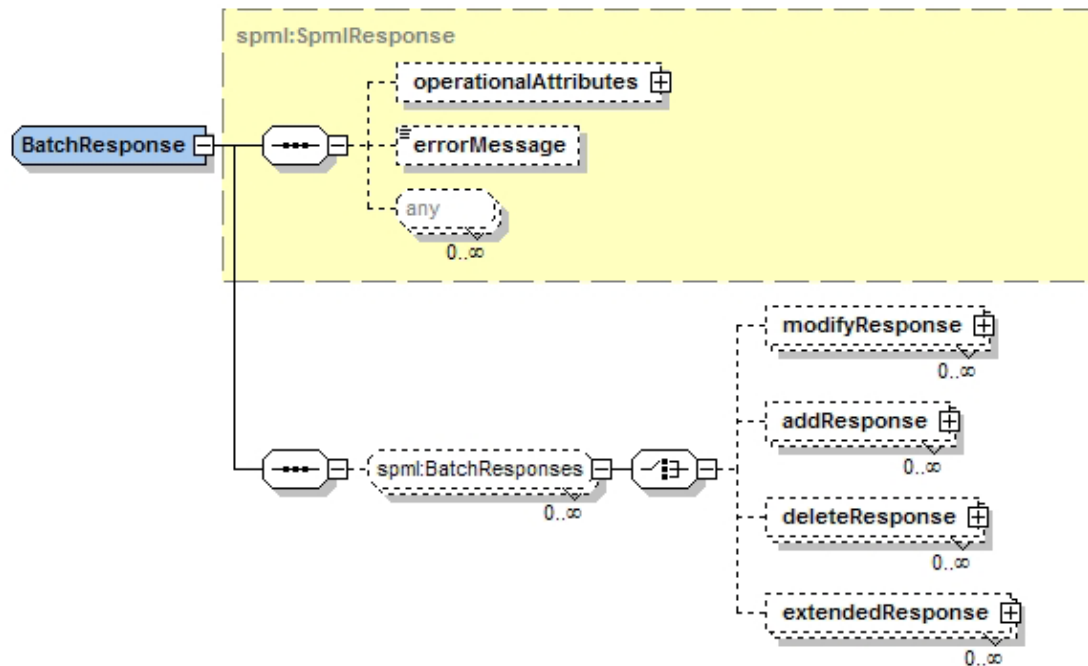 spml:SpmlResponse
operationalAttributes
BatchResponse
errorMessage
any
0..∞
modifyResponse
0..∞
addResponse
0..∞
spml:BatchResponses
0..∞
deleteResponse
0..∞
extendedResponse
0..∞